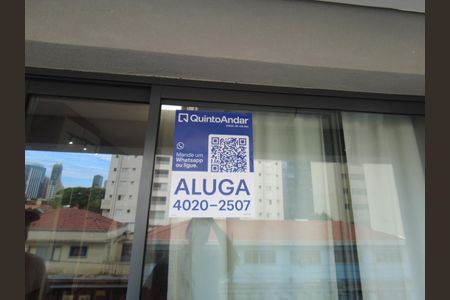 QuintoAndar
Mande um
Whatsapp
ou ligue.
ALUGA
4020-2507